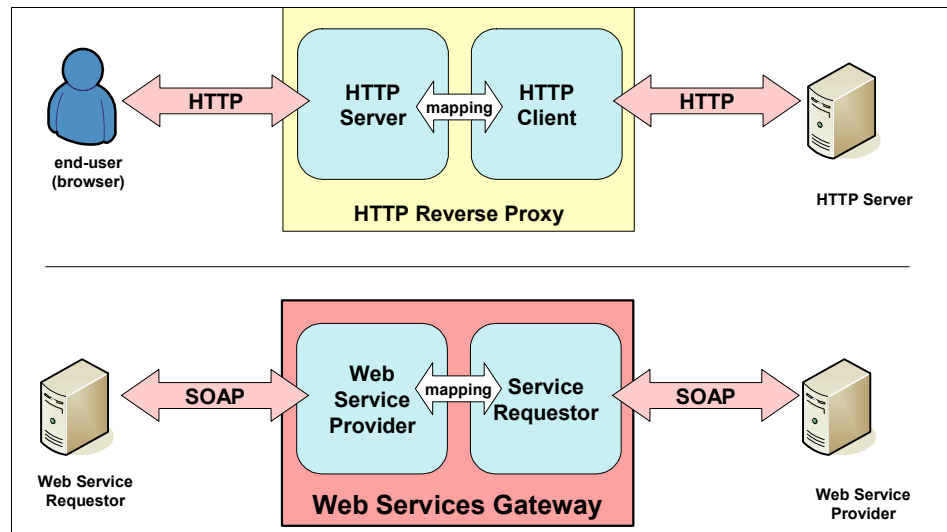 HTTP
HTTP
Server
mapping
HTTP
Client
HTTP
end-user
(browser)
HTTP Server
HTTP Reverse Proxy
SOAP
Web
Service
Provider
mapping
Service
Requestor
SOAP
Web Service
Requestor
Web Service
Provider
Web Services Gateway